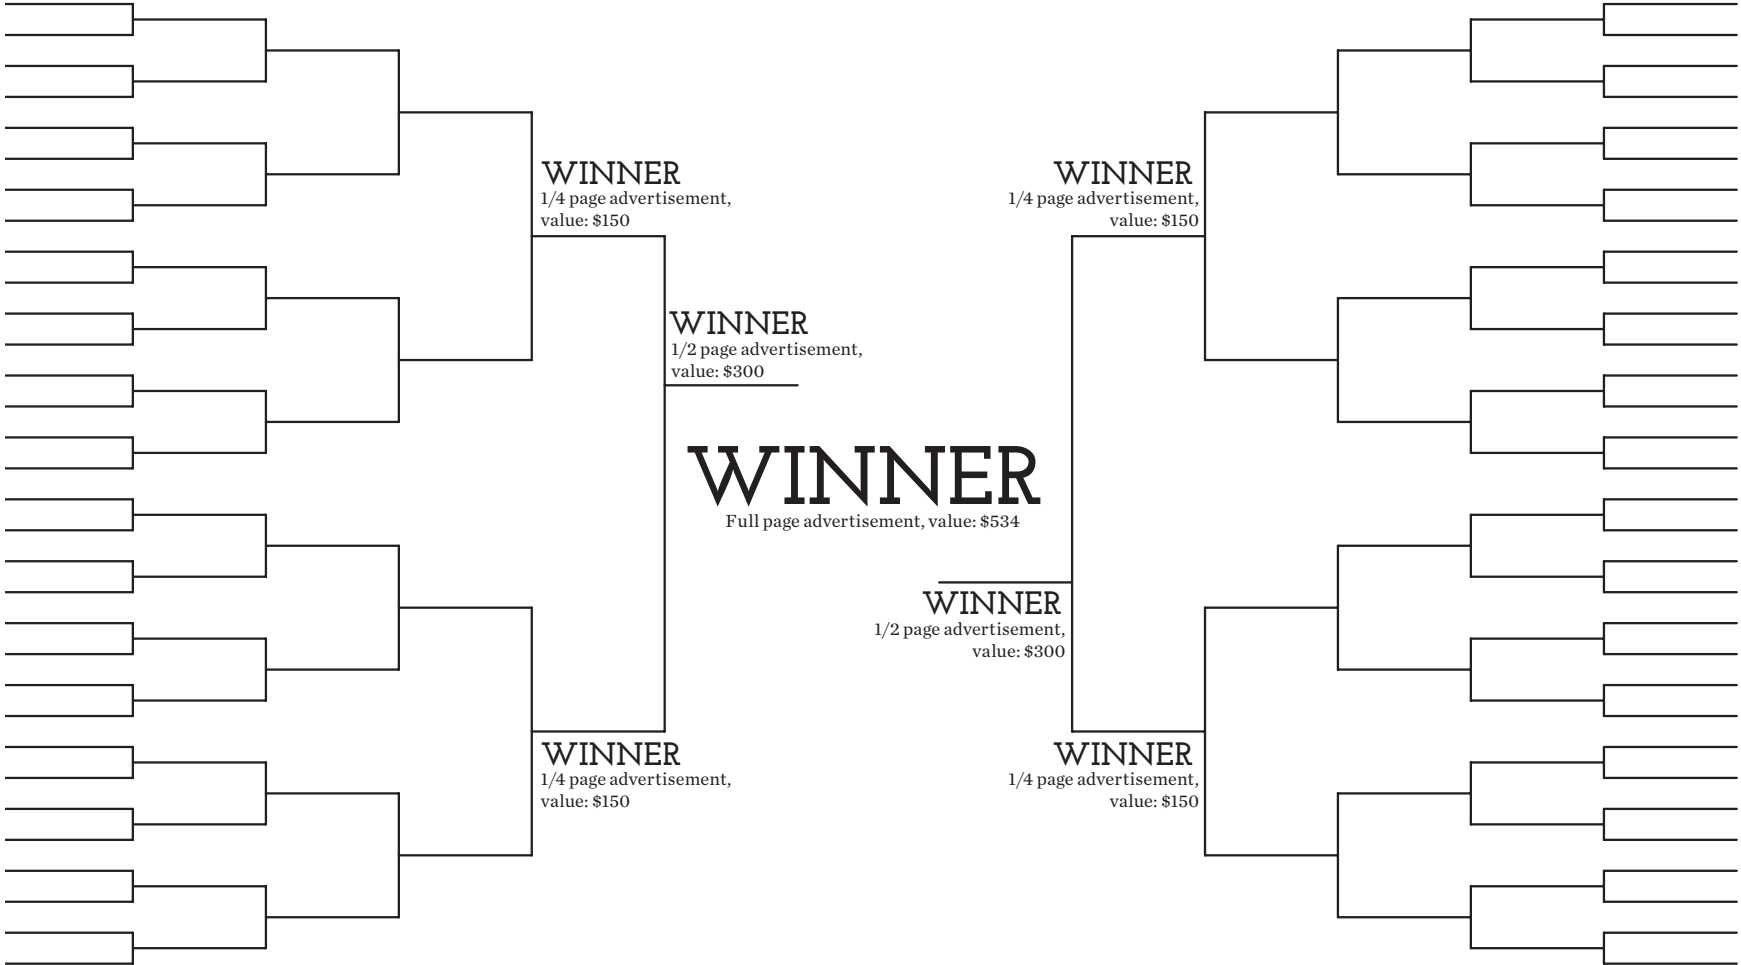 WINNER
1/4 page advertisement,
value: $150
WINNER
1/4 page advertisement,
value: $150
WINNER
1/2 page advertisement,
value: $300
WINNER
Full page advertisement, value: $534
WINNER
1/2 page advertisement,
value: $300
WINNER
1/4 page advertisement,
value: $150
WINNER
1/4 page advertisement,
value: $150